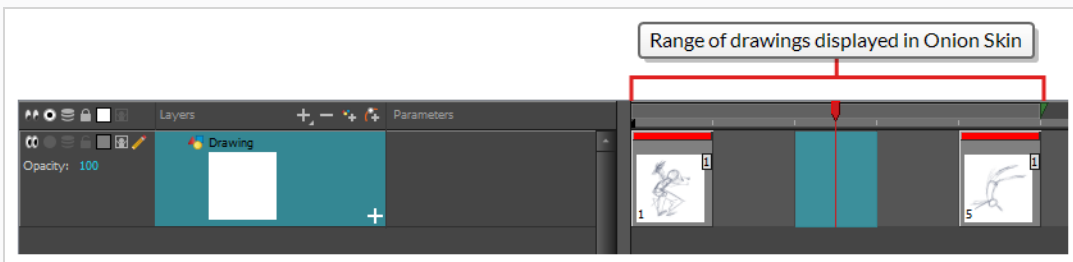 Range of drawings displayed in Onion Skin
Layers
Parameters
Drawing
Opacity: 100
1
1
1
5